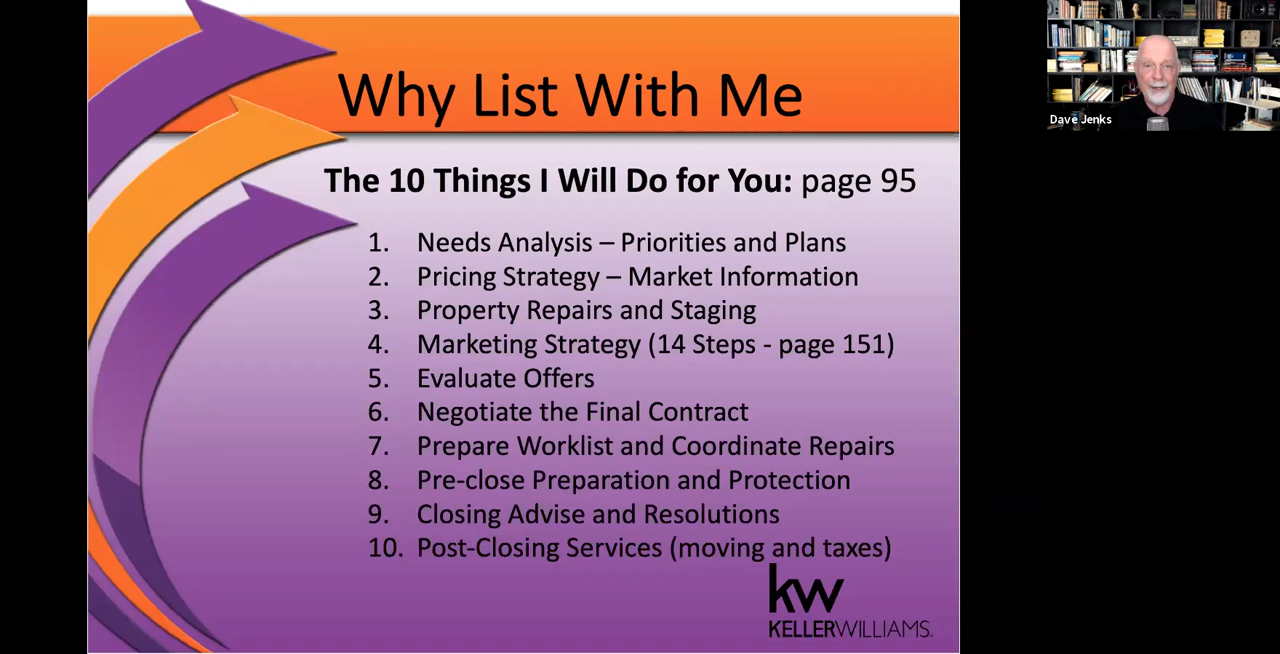 Why List With Me
The 10 Things I Will Do for You: page 95
1. Needs Analysis – Priorities and Plans
2. Pricing Strategy – Market Information
3. Property Repairs and Staging
4. Marketing Strategy (14 Steps - page 151)
5. Evaluate Offers
6. Negotiate the Final Contract
7. Prepare Worklist and Coordinate Repairs
8. Pre-close Preparation and Protection
9. Closing Advise and Resolutions
10. Post-Closing Services (moving and taxes)
kw
KELLERWILLIAMS.
Dave Jenks